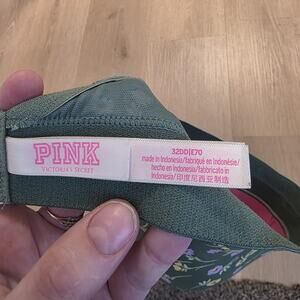 PINK
VICTORIA'S SECRET
32DD|E70
made in Indonesia/fabriqué en Indonésie/
hecho en Indonesia/fabbricato in
Indonesia/印度尼西亚制造